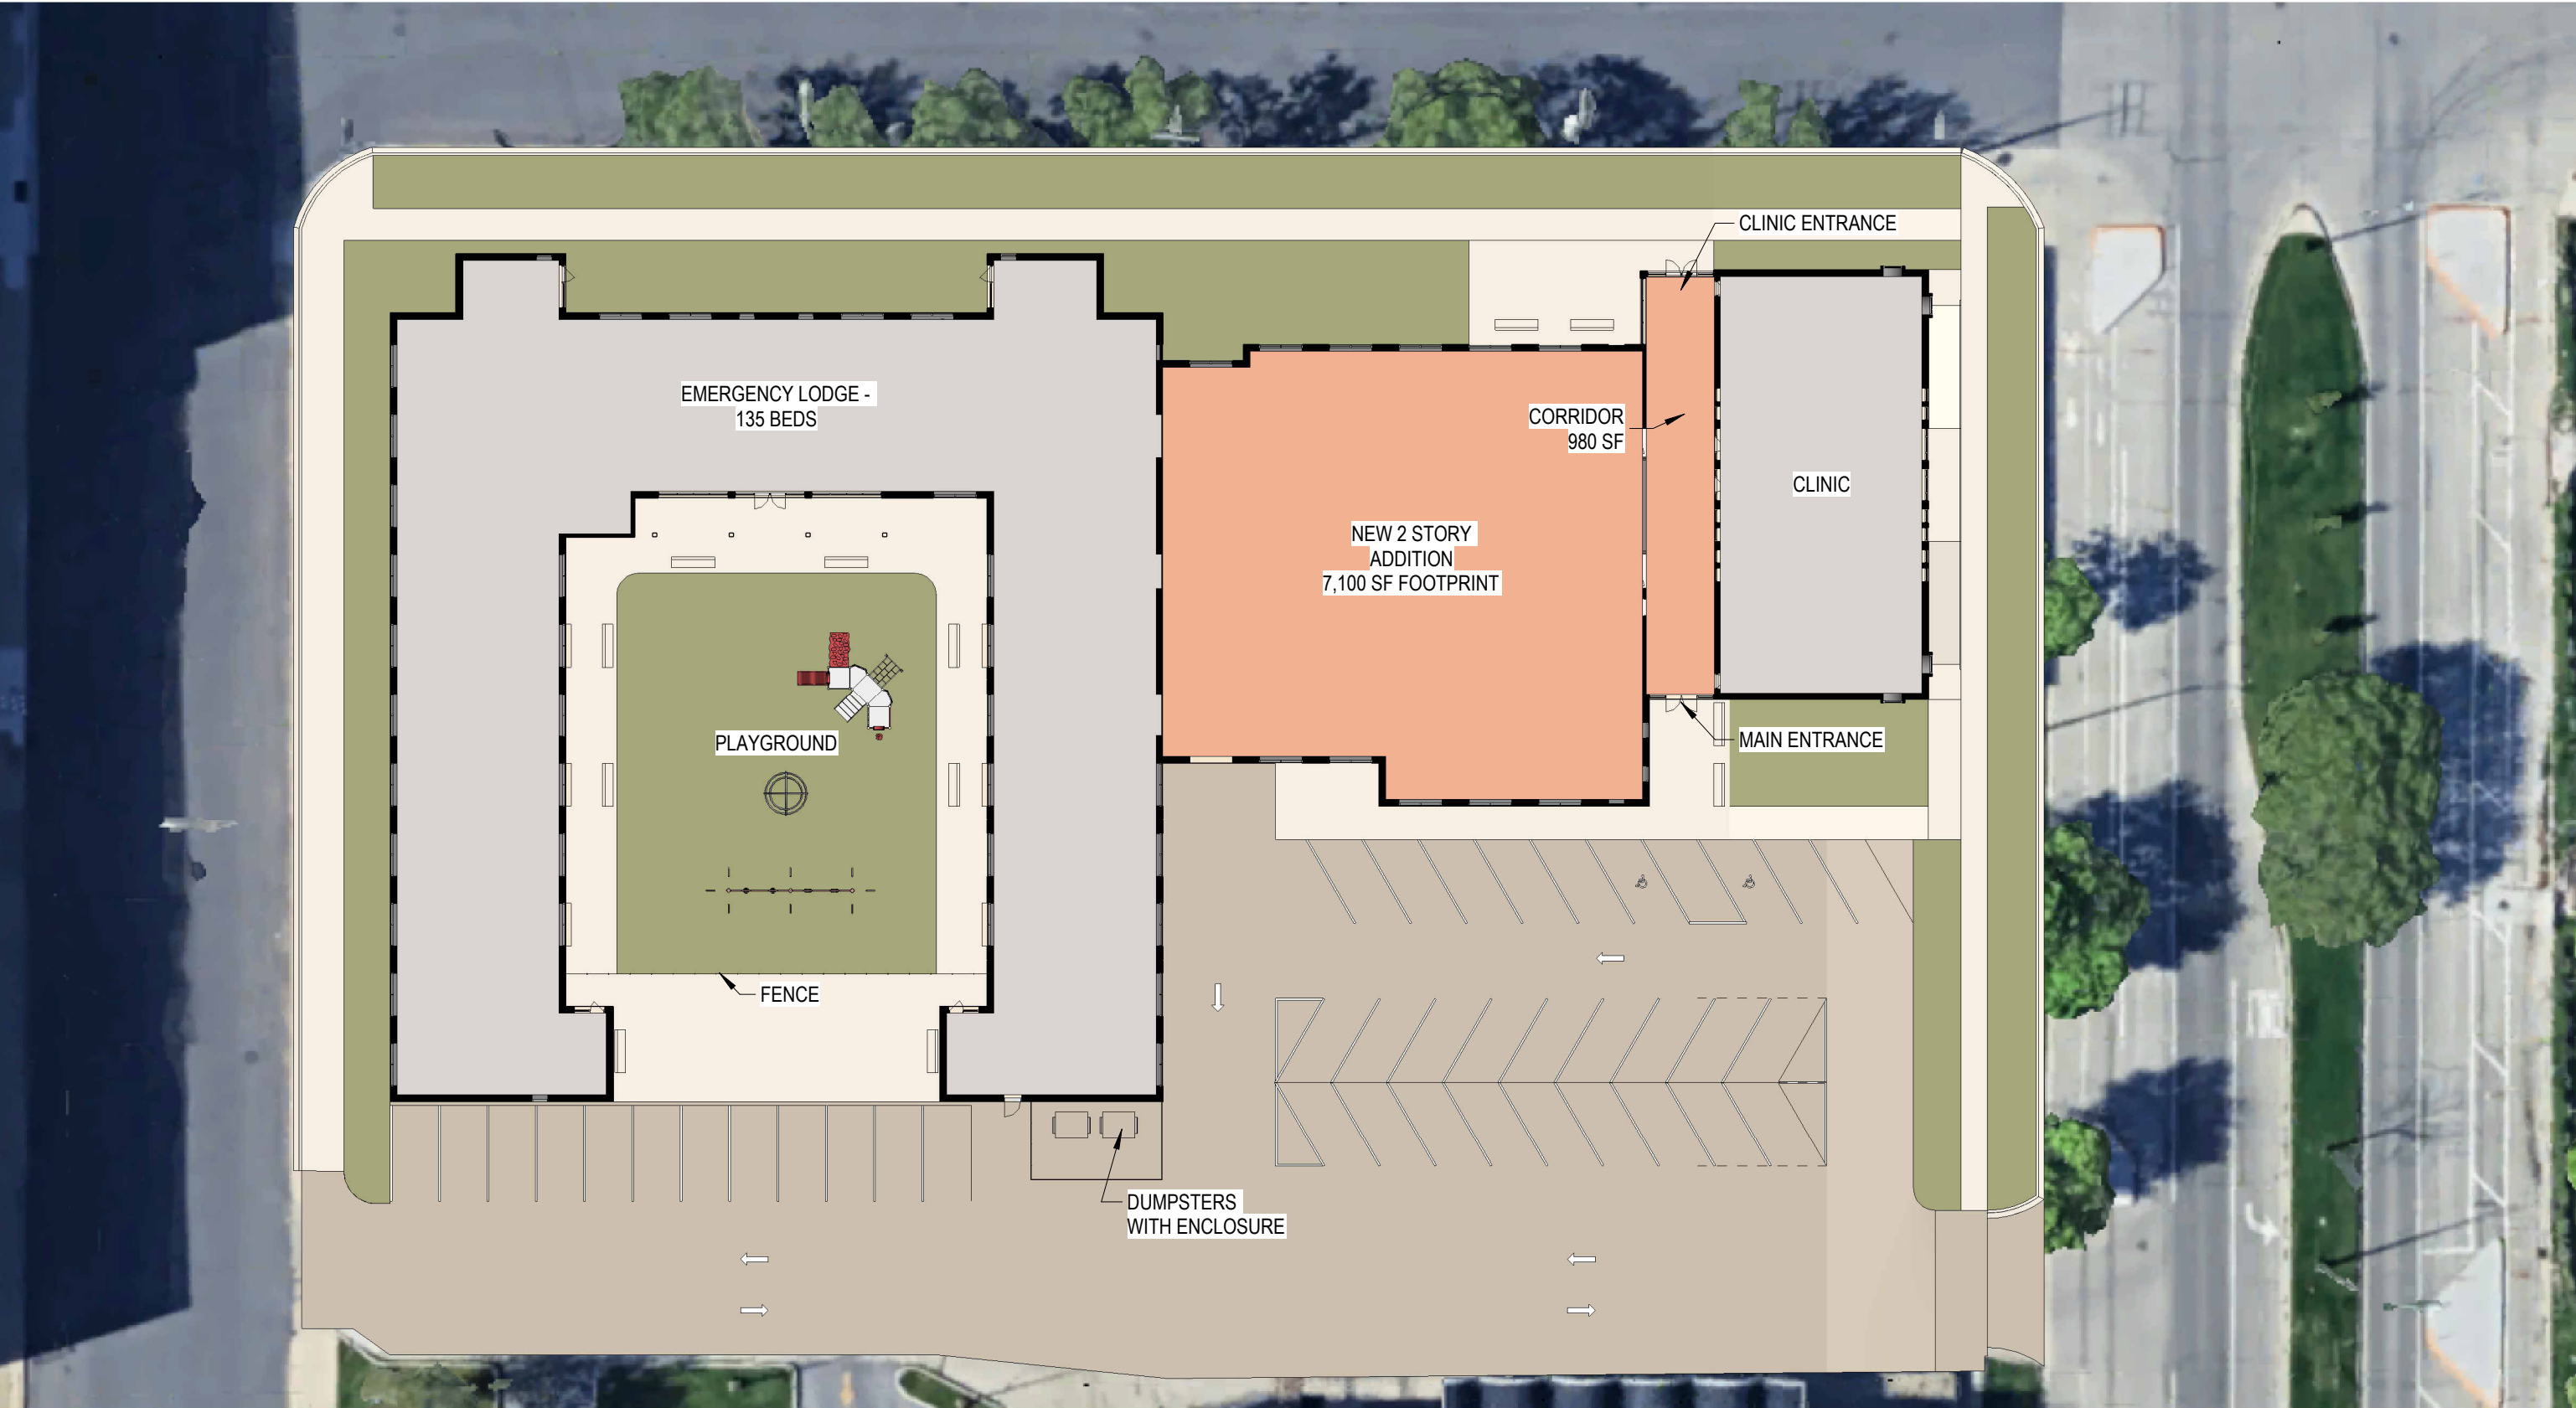 CLINIC ENTRANCE
EMERGENCY LODGE -
135 BEDS
CORRIDOR
980 SF
CLINIC
NEW 2 STORY
ADDITION
7,100 SF FOOTPRINT
PLAYGROUND
MAIN ENTRANCE
FENCE
DUMPSTERS
WITH ENCLOSURE